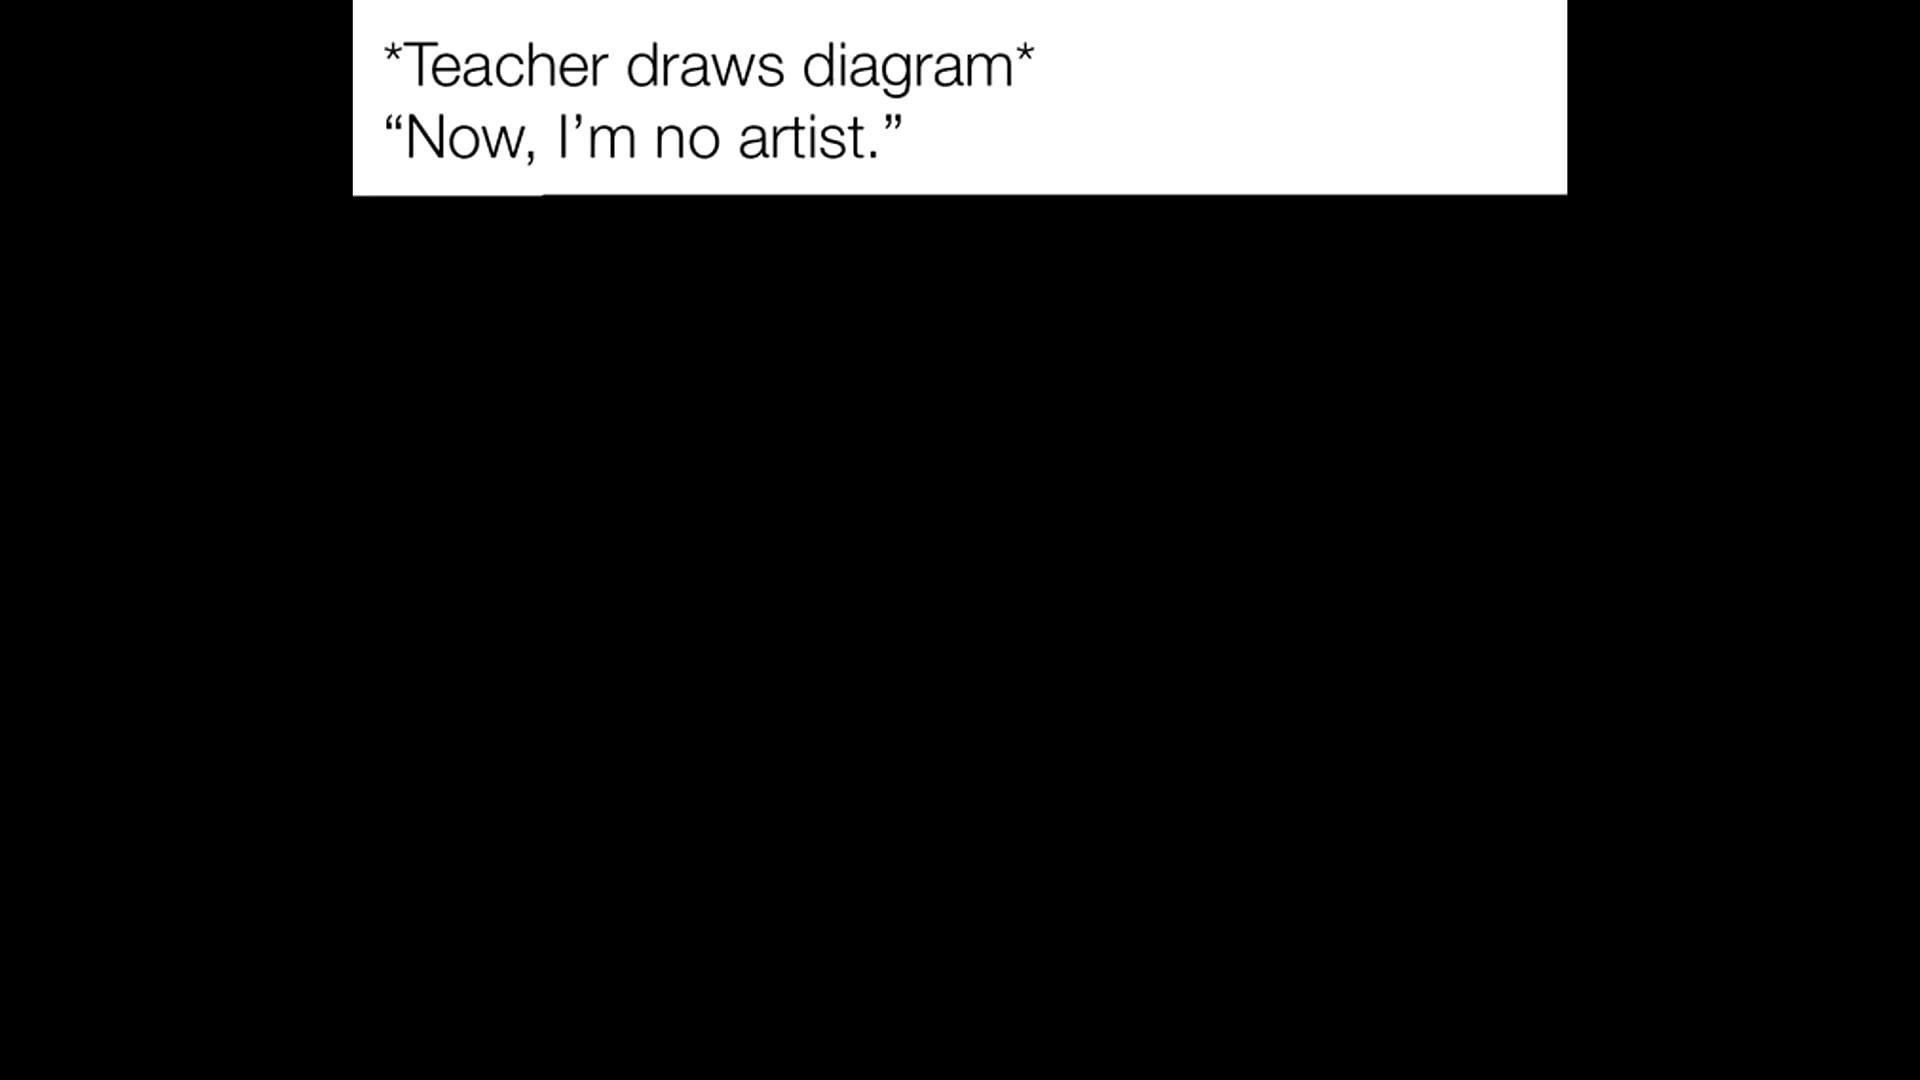 *Teacher draws diagram*
“Now, I’m no artist.”